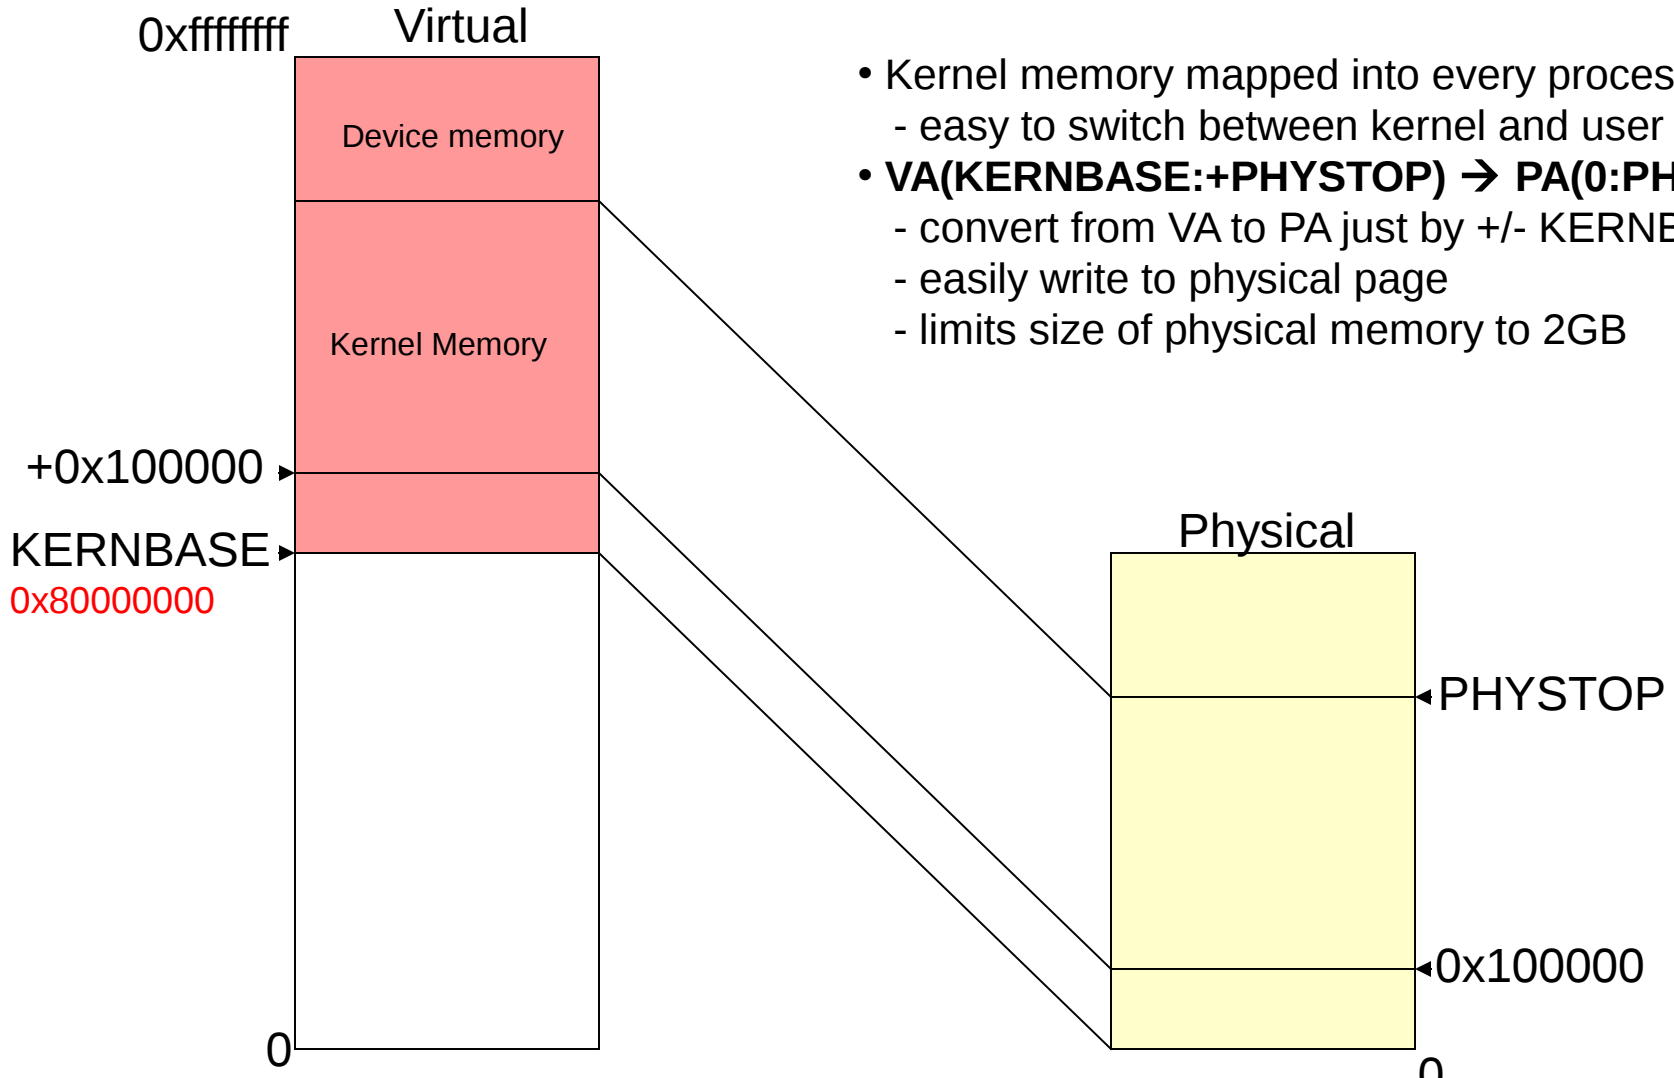 0xffffffff
Virtual
Device memory
Kernel Memory
+0x100000
KERNBASE
0x80000000
0
• Kernel memory mapped into every proces
- easy to switch between kernel and user
• VA(KERNBASE:+PHYSTOP) → PA(0:PH
- convert from VA to PA just by +/- KERNE
- easily write to physical page
- limits size of physical memory to 2GB
Physical
PHYSTOP
0x100000
0